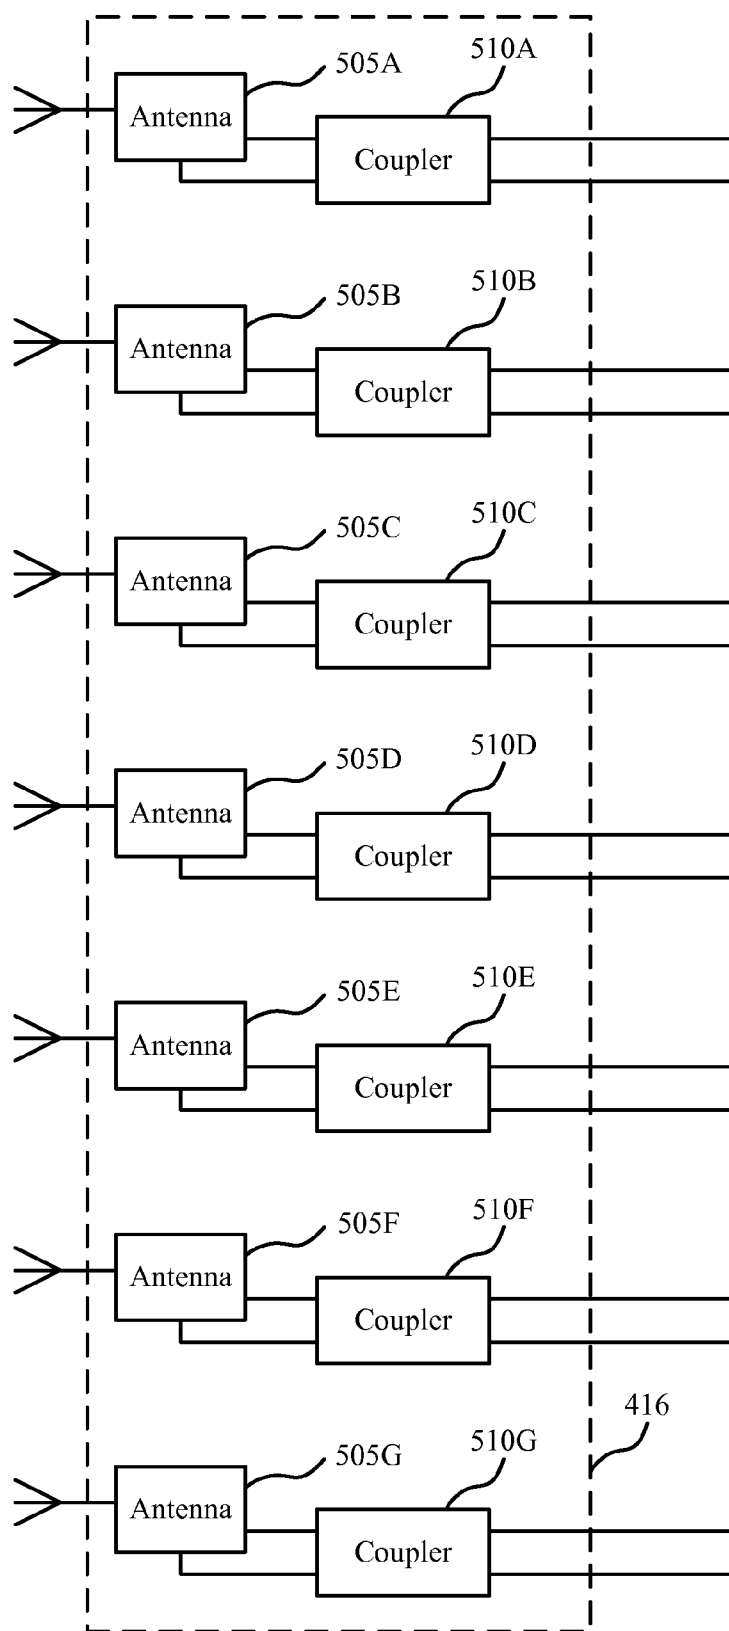 505A
510A
Antenna
Coupler
505B
510B
Antenna
Coupler
505C
510C
Antenna
Coupler
505D
510D
Antenna
Coupler
505E
510E
Antenna
Coupler
505F
510F
Antenna
Coupler
416
505G
510G
Antenna
Coupler